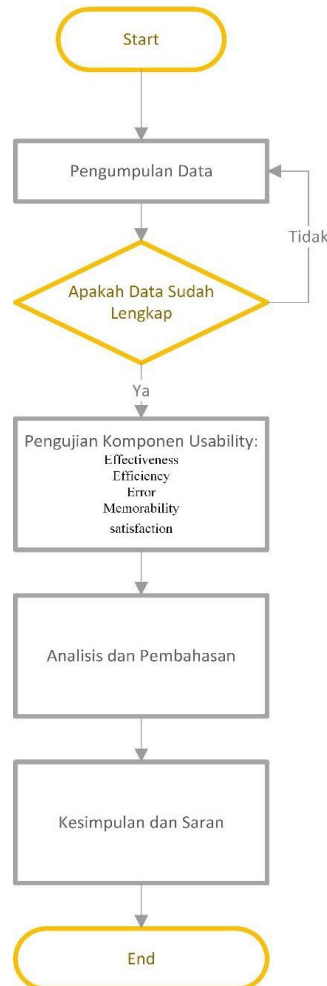 Start
Pengumpulan Data
Tidak
Apakah Data Sudah
Lengkap
Ya
Pengujian Komponen Usability:
Effectiveness
Efficiency
Error
Memorability
satisfaction
Analisis dan Pembahasan
Kesimpulan dan Saran
End